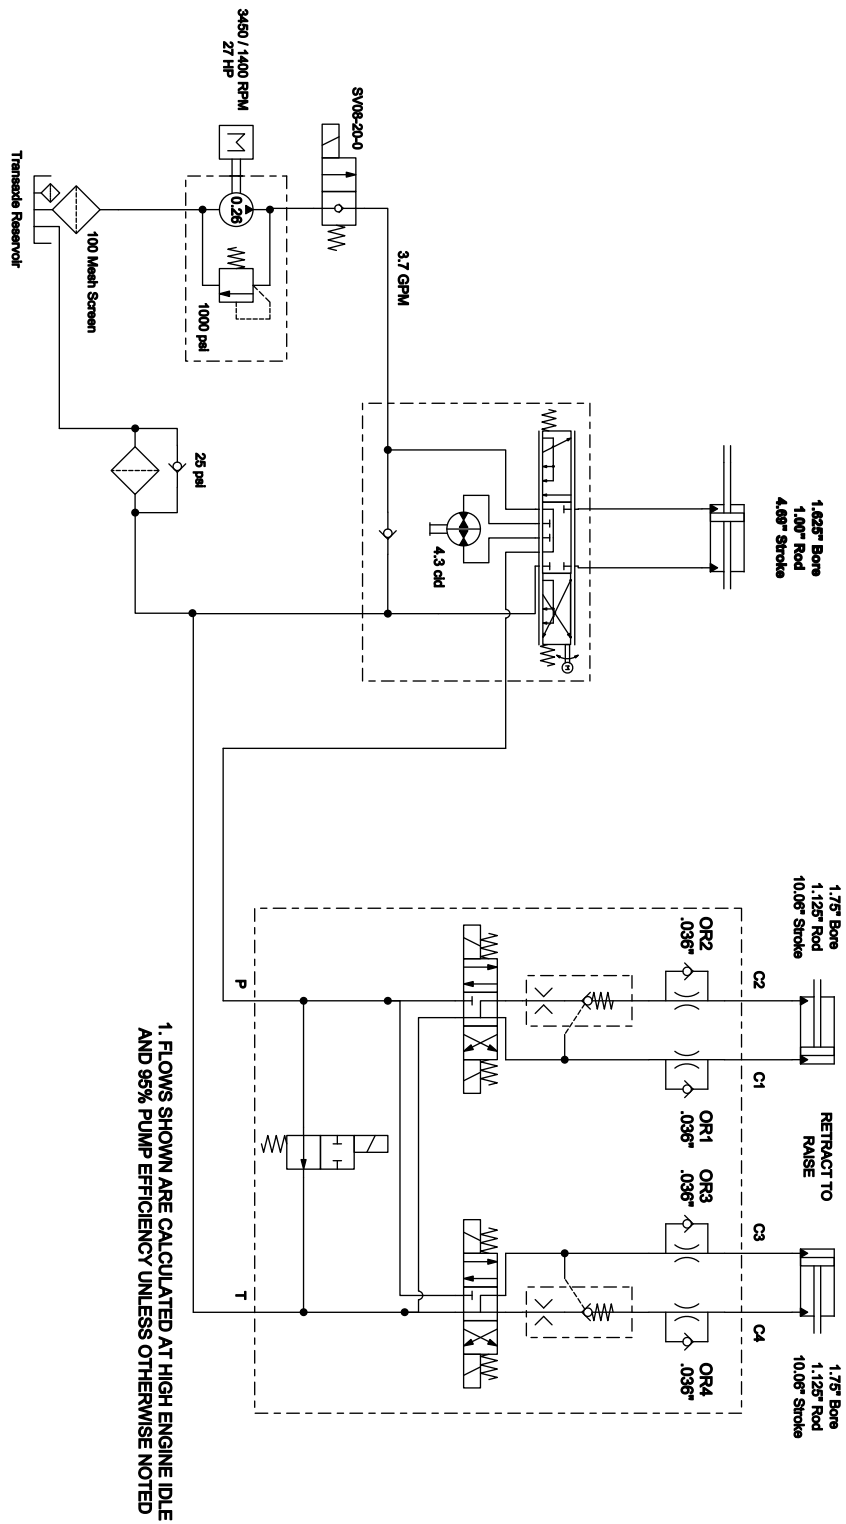 3450 / 1400 RPM
27 HP
M
0.26
1000 psi
SV08-20-0
3.7 GPM
Transaxle Reservoir
100 Mesh Screen
25 psi
4.3 cid
M
1.625" Bore
1.00" Rod
4.69" Stroke
1.75" Bore
1.125" Rod
10.06" Stroke
C2
OR2
.036"
C1
OR1
.036"
RETRACT TO
RAISE
C3
OR3
.036"
C4
OR4
.036"
1.75" Bore
1.125" Rod
10.06" Stroke
P
T
1. FLOWS SHOWN ARE CALCULATED AT HIGH ENGINE IDLE
AND 95% PUMP EFFICIENCY UNLESS OTHERWISE NOTED